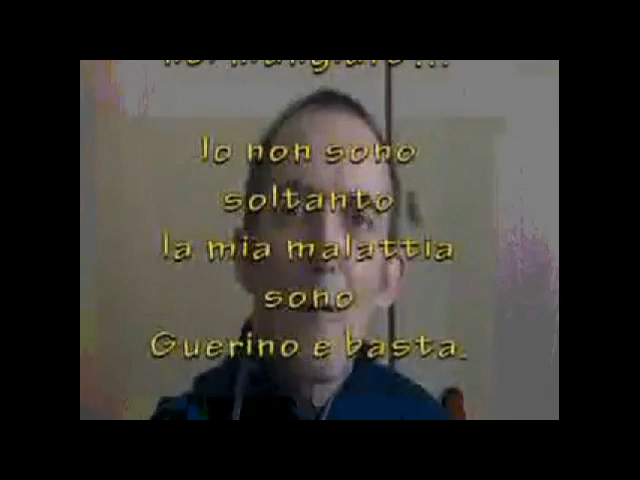 Io non sono
soltanto
la mia malattia
sono
Guerino e basta.